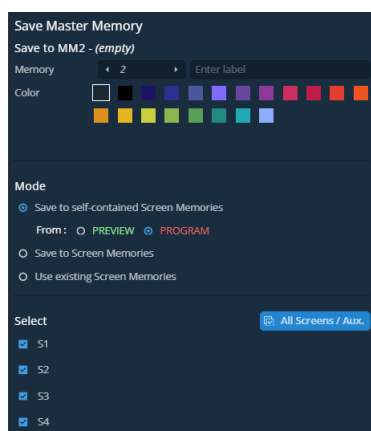 Save Master Memory
Save to MM2 - (empty)
Memory 2 Enter label
Color
Mode
Save to self-contained Screen Memories
From : PREVIEW PROGRAM
Save to Screen Memories
Use existing Screen Memories
Select All Screens / Aux.
S1
S2
S3
S4